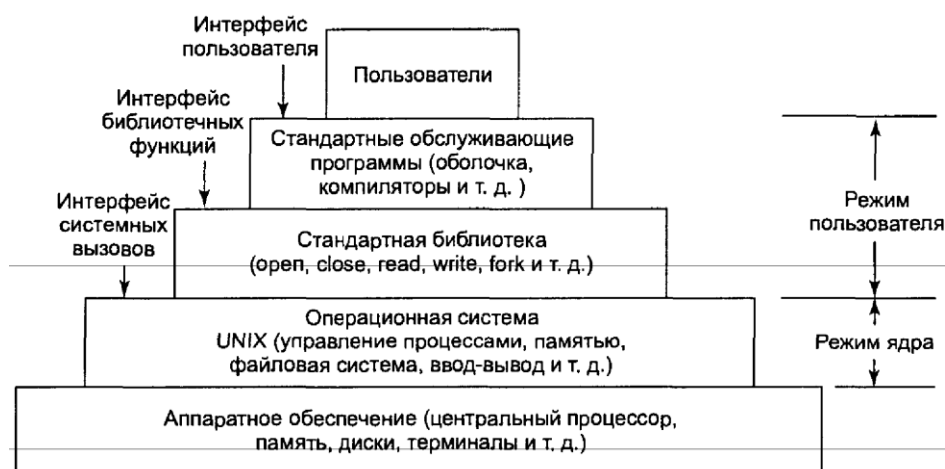 Интерфейс
пользователя
Пользователи
Интерфейс
библиотечных
функций
Стандартные обслуживающие
программы (оболочка,
компиляторы и т. д. )
Интерфейс
системных
вызовов
Стандартная библиотека
(open, close, read, write, fork и т. д.)
Режим
пользователя
Операционная система
UNIX (управление процессами, памятью,
файловая система, ввод-вывод и т. д.)
Режим ядра
Аппаратное обеспечение (центральный процессор,
память, диски, терминалы и т. д.)